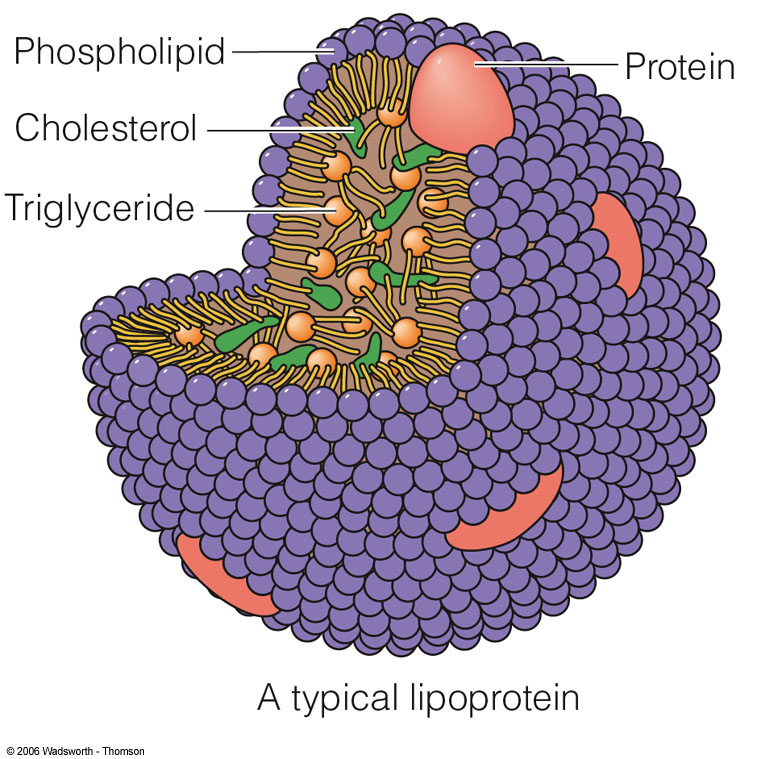 Phospholipid
Protein
Cholesterol
Triglyceride
A typical lipoprotein
© 2006 Wadsworth - Thomson